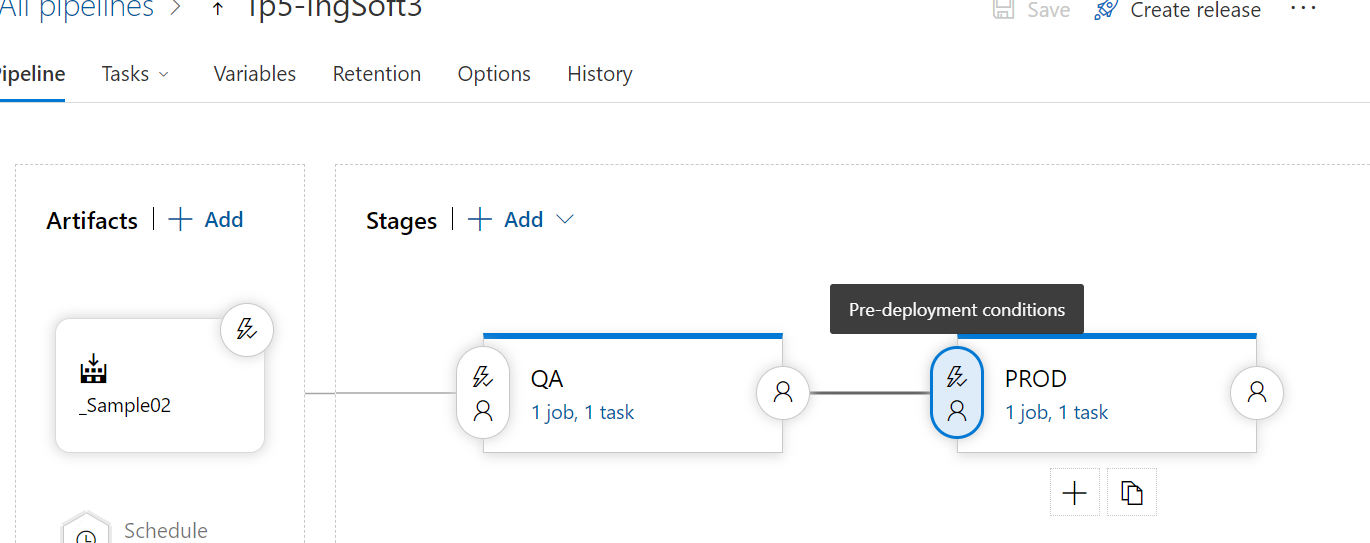 All pipelines > ↑ Tp5-IngSoft3
Save Create release ...
Pipeline Tasks Variables Retention Options History
Artifacts | + Add
Stages | + Add
Pre-deployment conditions
_Sample02
QA
1 job, 1 task
PROD
1 job, 1 task
Schedule